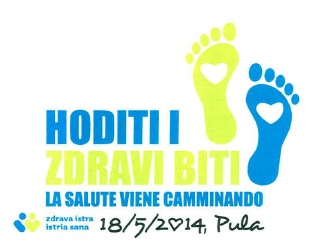 HODITI I
ZDRAVI BITI
LA SALUTE VIENE CAMMINANDO
zdrava istra
istria sana
18/5/2014, Pula